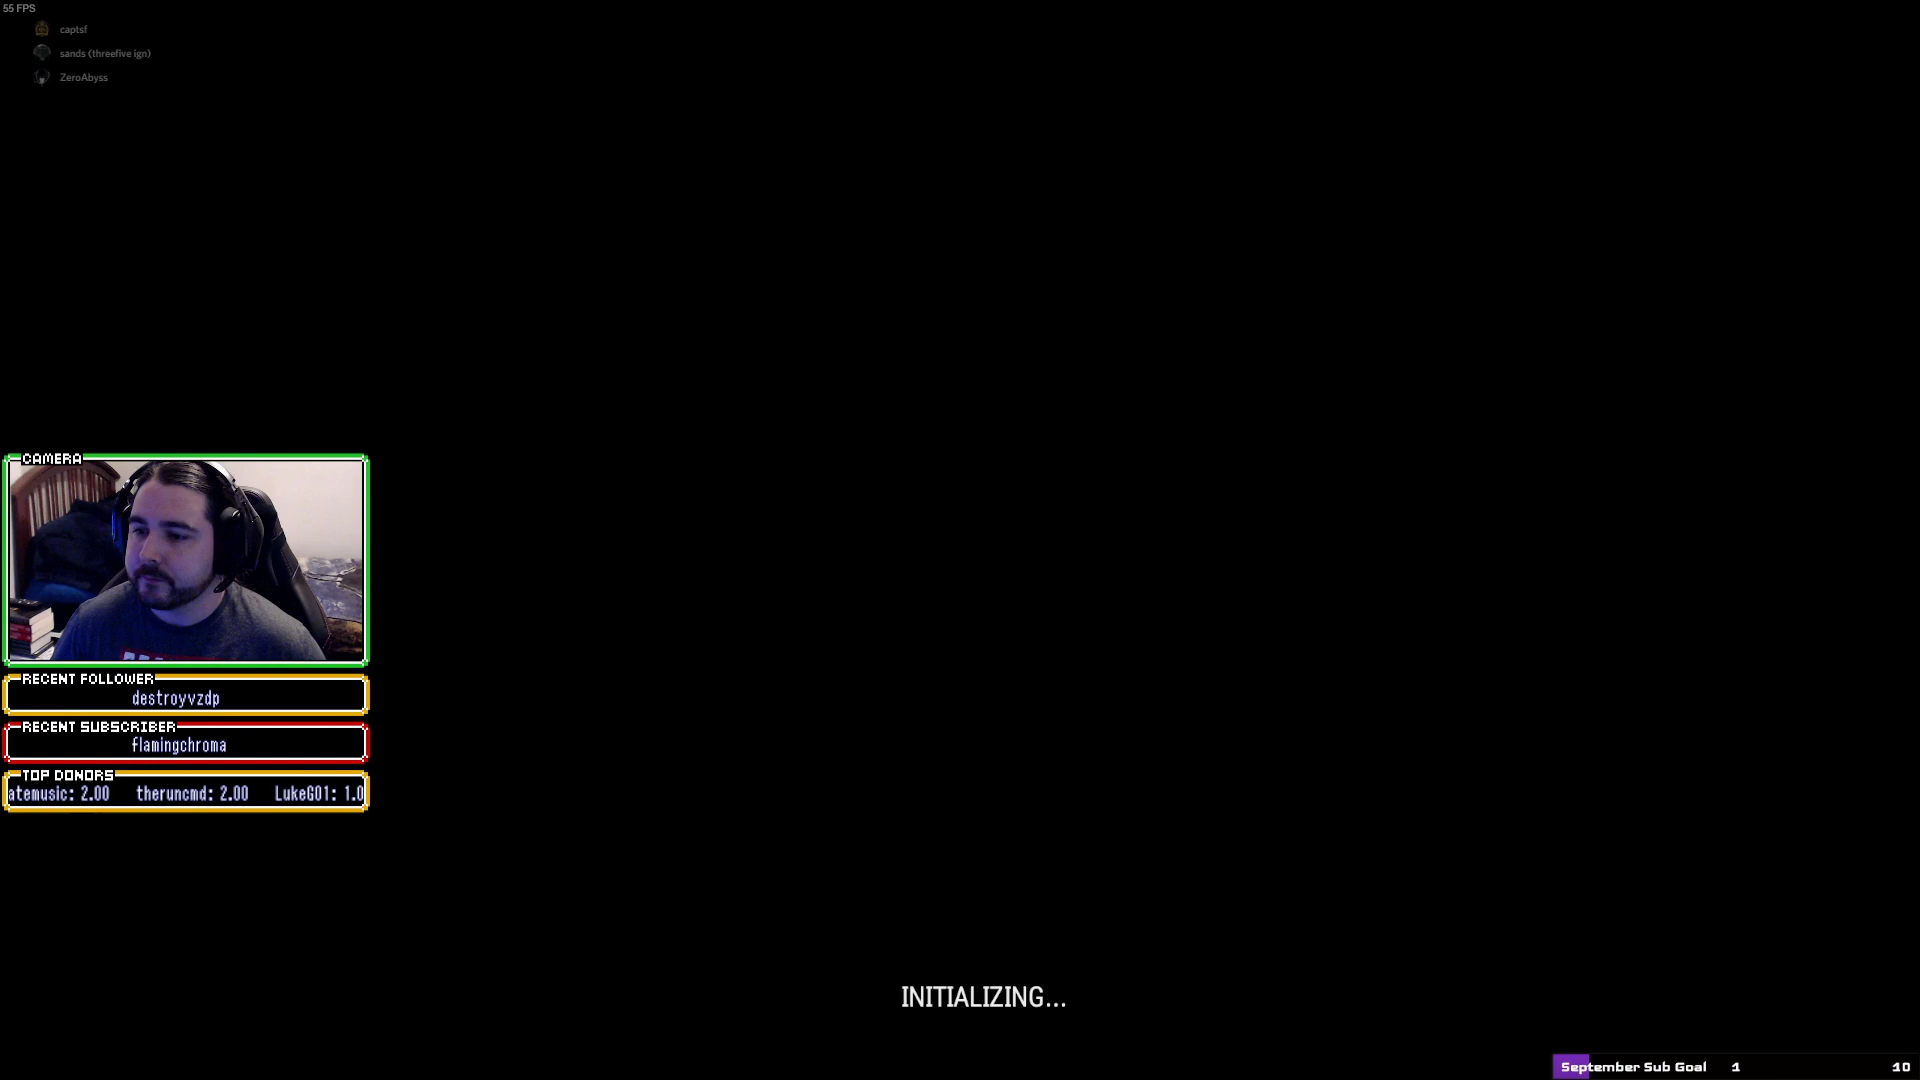 55 FPS
captsf
sands (threefive ign)
ZeroAbyss
CAMERA
RECENT FOLLOWER
destroyvzdp
RECENT SUBSCRIBER
flamingchroma
TOP DONORS
atemusic: 2.00 theruncmd: 2.00 LukeG01: 1.0
INITIALIZING...
September Sub Goal 1 10